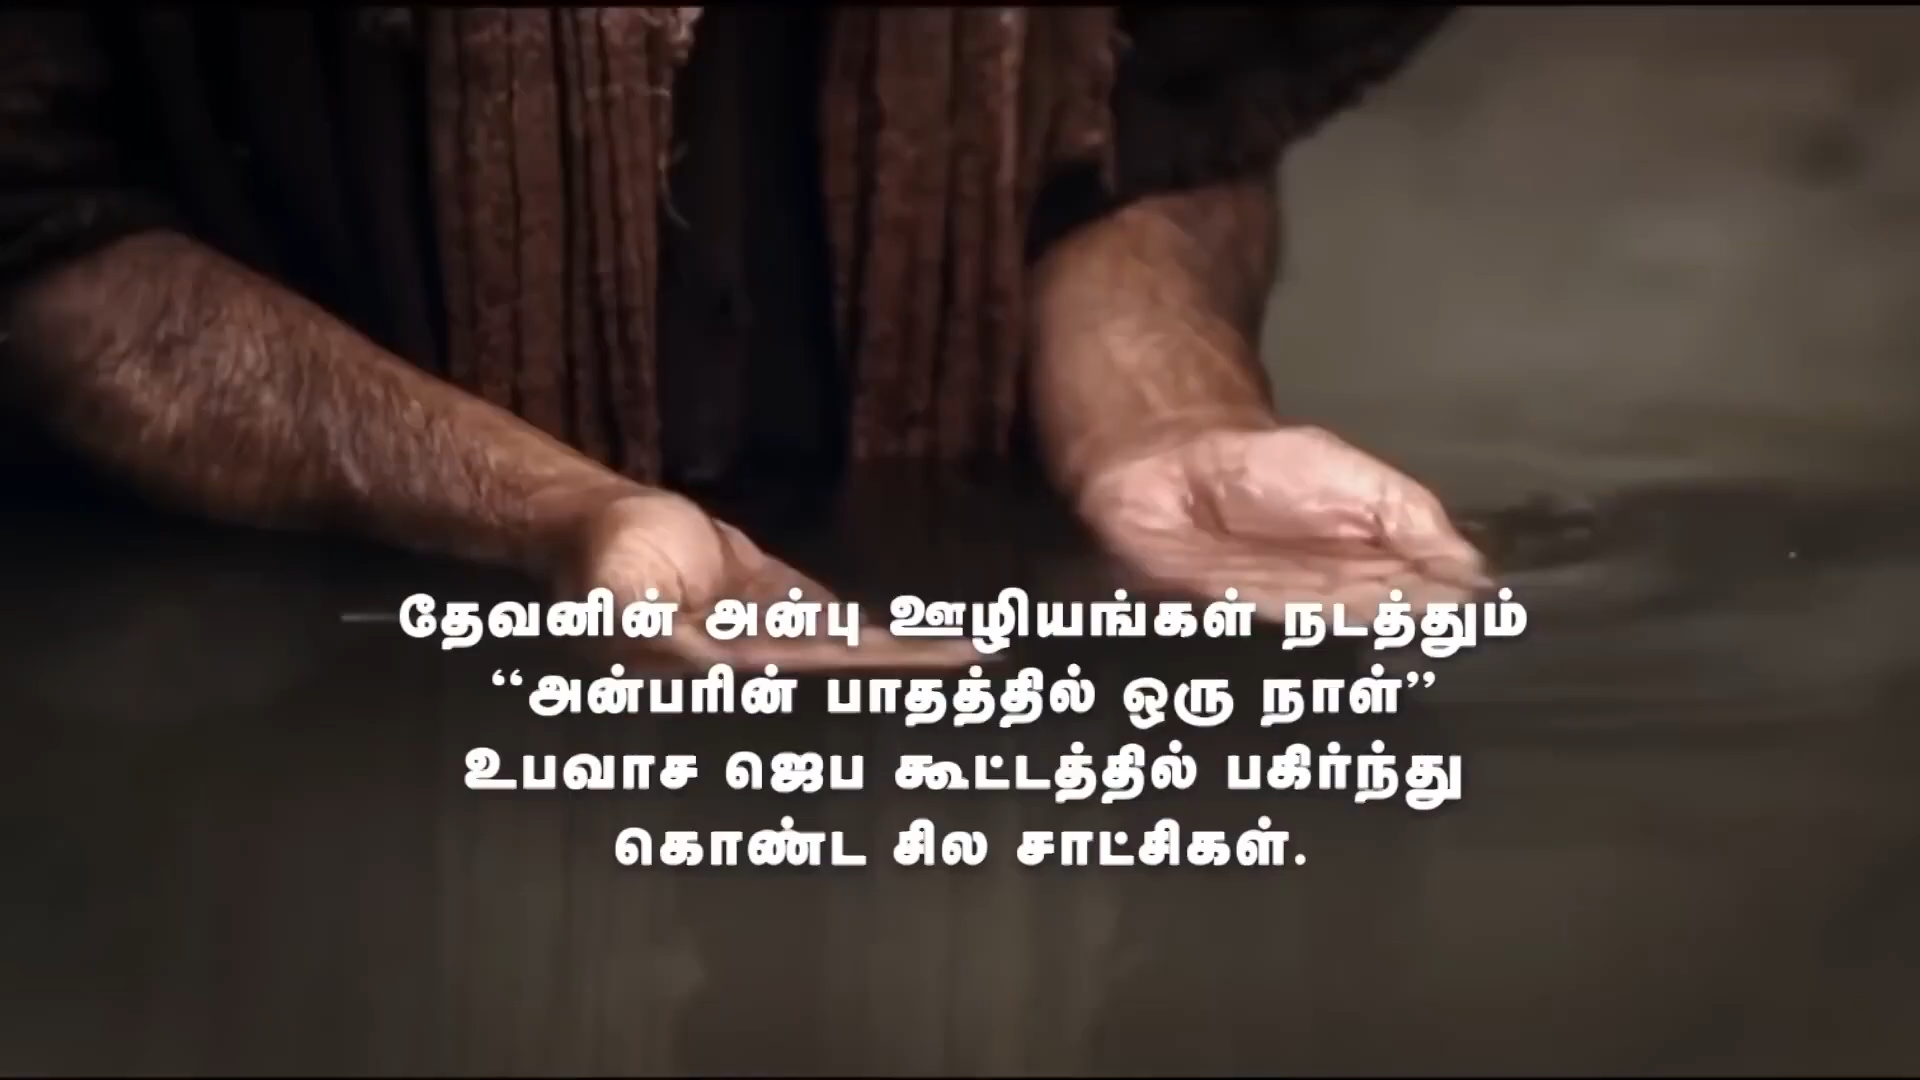 தேவனின் அன்பு ஊழியங்கள் நடத்தும்
“அன்பரின் பாதத்தில் ஒரு நாள்”
உபவாச ஜெப கூட்டத்தில் பகிர்ந்து
கொண்ட சில சாட்சிகள்.